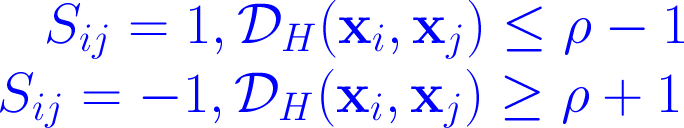 $S_{ij} = 1, \mathcal{D}_H(\mathbf{x}_i, \mathbf{x}_j) \leq \rho - 1$
$S_{ij} = -1, \mathcal{D}_H(\mathbf{x}_i, \mathbf{x}_j) \geq \rho + 1$